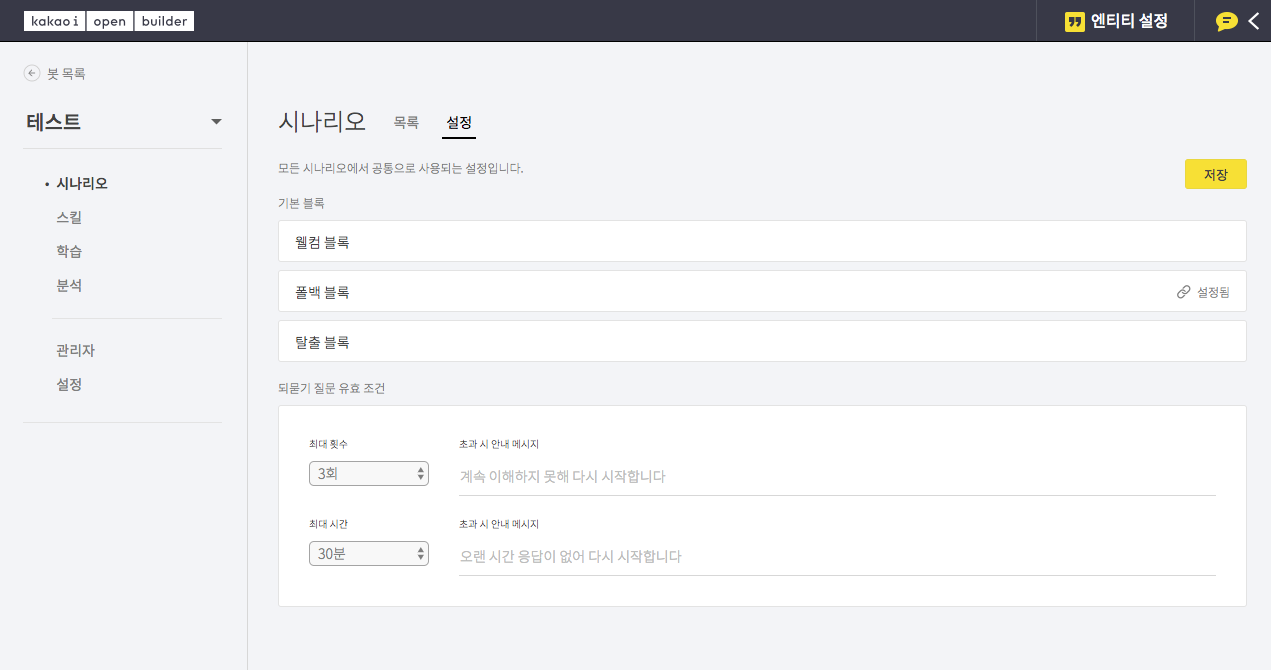 kakao i open builder
엔티티 설정
봇 목록
테스트
시나리오
스킬
학습
분석
관리자
설정
시나리오 목록 설정
모든 시나리오에서 공통으로 사용되는 설정입니다.
저장
기본 블록
웰컴 블록
폴백 블록 설정됨
탈출 블록
되묻기 질문 유효 조건
최대 횟수 초과 시 안내 메시지
3회 계속 이해하지 못해 다시 시작합니다
최대 시간 초과 시 안내 메시지
30분 오랜 시간 응답이 없어 다시 시작합니다